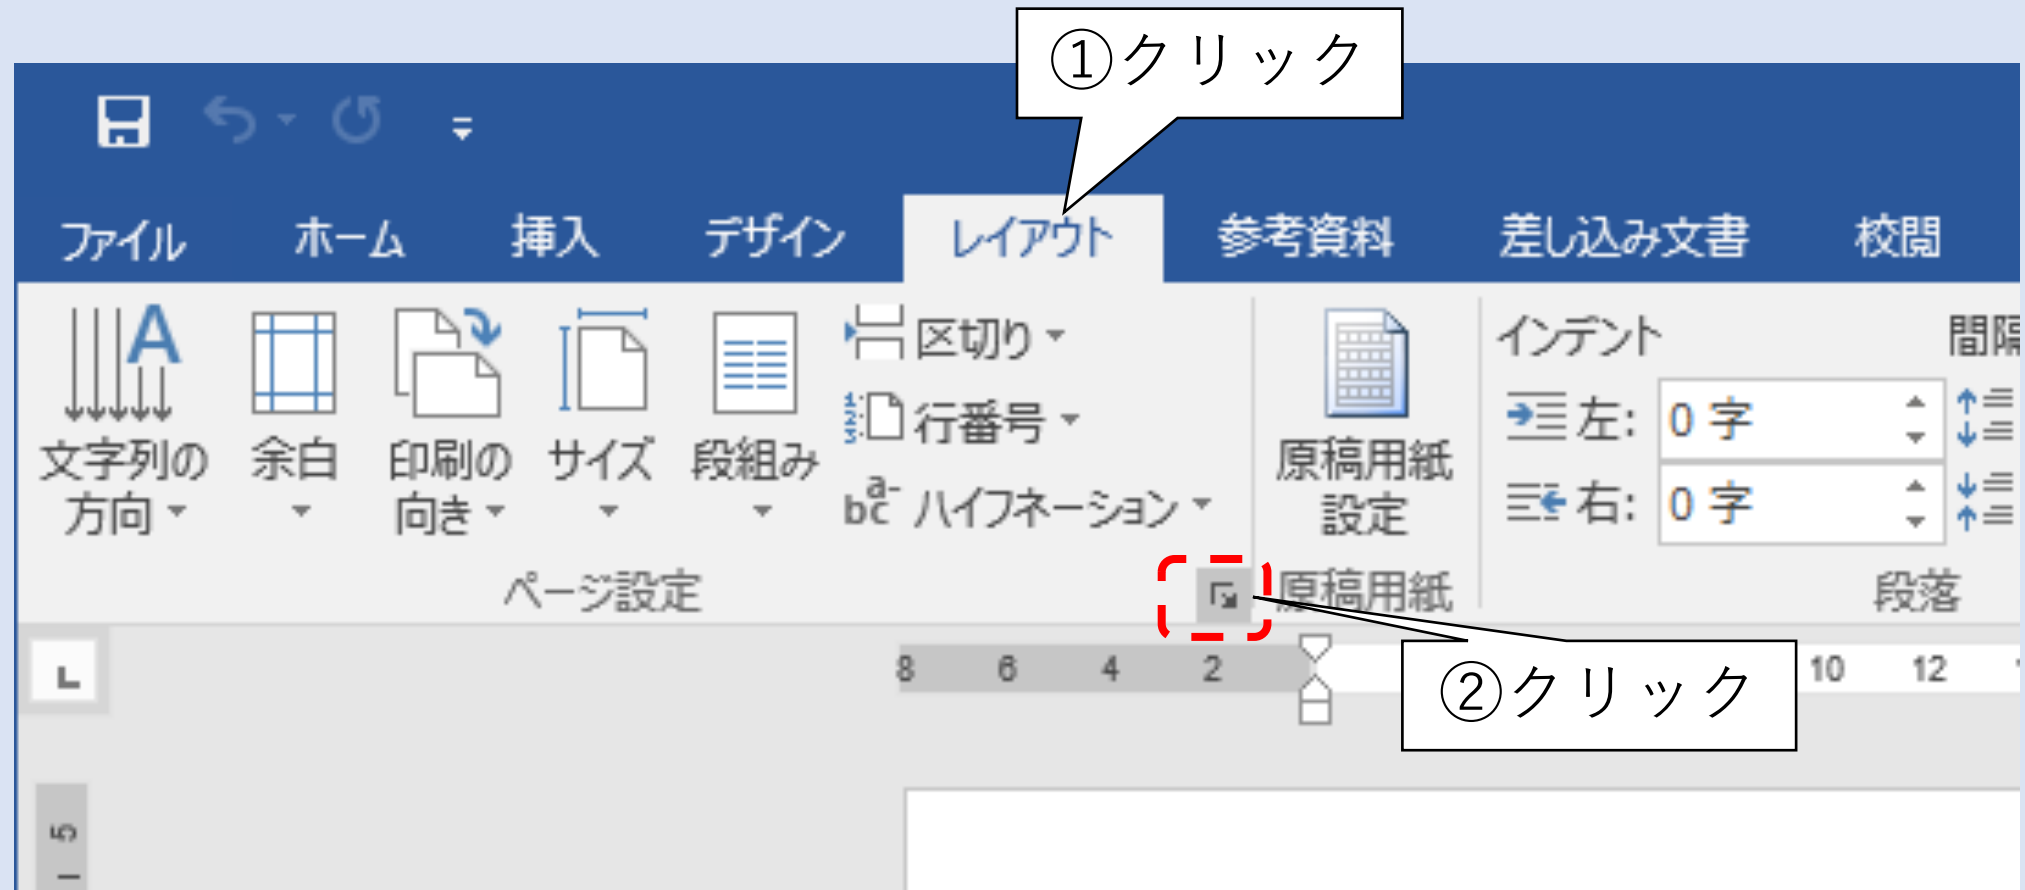 ①クリック
ファイル ホーム 挿入 デザイン レイアウト 参考資料 差し込み文書 校閲
文字列の
方向
余白
印刷の
向き
サイズ
段組み
区切り
行番号
ハイフネーション
ページ設定
原稿用紙
設定
原稿用紙
インデント
間隔
左: 0 字
右: 0 字
段落
8 6 4 2 10 12
②クリック
5